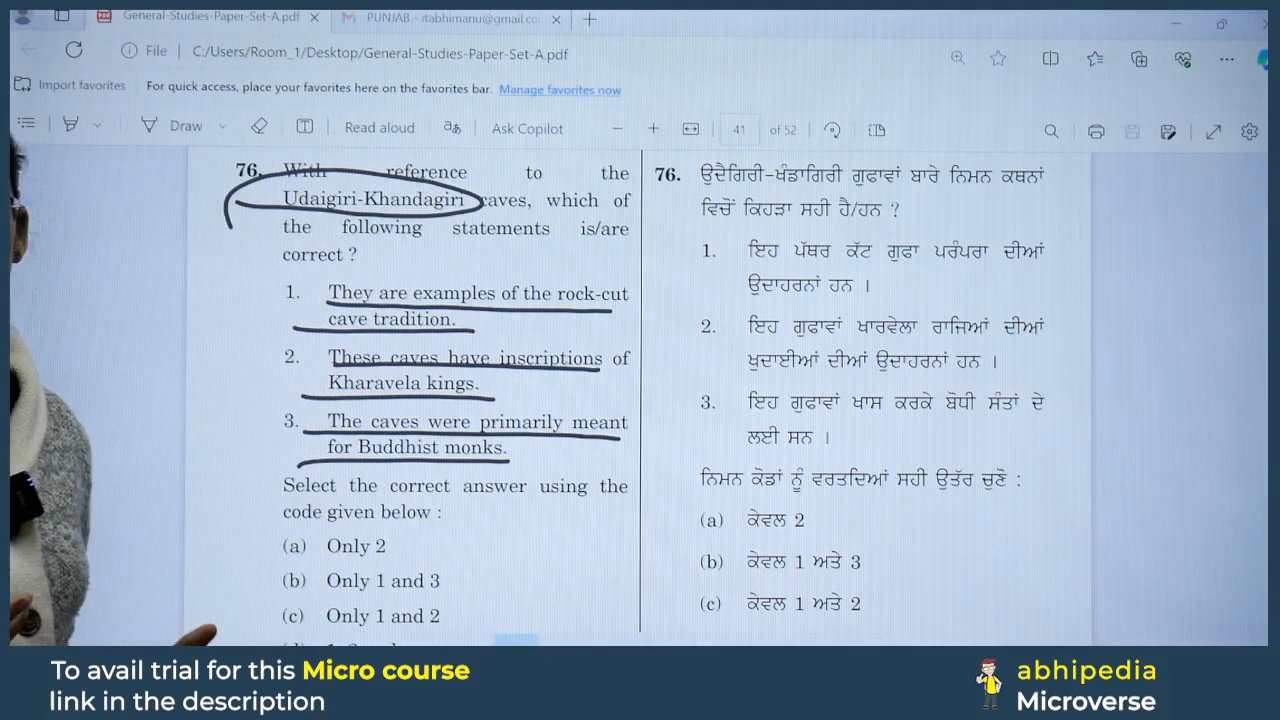 General-Studies-Paper-Set-A.pdf
PUNJAB - itabhimanu@gmail.co
File
C:/Users/Room_1/Desktop/General-Studies-Paper-Set-A.pdf
Import favorites
For quick access, place your favorites here on the favorites bar. Manage favorites now
Draw
Read aloud
Ask Copilot
41 of 52
76. With reference to the
Udaigiri-Khandagiri caves, which of
the following statements is/are
correct ?
1. They are examples of the rock-cut
cave tradition.
2. These caves have inscriptions of
Kharavela kings.
3. The caves were primarily meant
for Buddhist monks.
Select the correct answer using the
code given below :
(a) Only 2
(b) Only 1 and 3
(c) Only 1 and 2
76. ਉਦੈਗਿਰੀ-ਖੰਡਾਗਿਰੀ ਗੁਫਾਵਾਂ ਬਾਰੇ ਨਿਮਨ ਕਥਨਾਂ
ਵਿਚੋਂ ਕਿਹੜਾ ਸਹੀ ਹੈ/ਹਨ ?
1. ਇਹ ਪੱਥਰ ਕੱਟ ਗੁਫਾ ਪਰੰਪਰਾ ਦੀਆਂ
ਉਦਾਹਰਨਾਂ ਹਨ ।
2. ਇਹ ਗੁਫਾਵਾਂ ਖਾਰਵੇਲਾ ਰਾਜਿਆਂ ਦੀਆਂ
ਖੁਦਾਈਆਂ ਦੀਆਂ ਉਦਾਹਰਨਾਂ ਹਨ ।
3. ਇਹ ਗੁਫਾਵਾਂ ਖਾਸ ਕਰਕੇ ਬੋਧੀ ਸੰਤਾਂ ਦੇ
ਲਈ ਸਨ ।
ਨਿਮਨ ਕੋਡਾਂ ਨੂੰ ਵਰਤਦਿਆਂ ਸਹੀ ਉਤੱਰ ਚੁਣੋ :
(a) ਕੇਵਲ 2
(b) ਕੇਵਲ 1 ਅਤੇ 3
(c) ਕੇਵਲ 1 ਅਤੇ 2
To avail trial for this Micro course
link in the description
abhipedia
Microverse